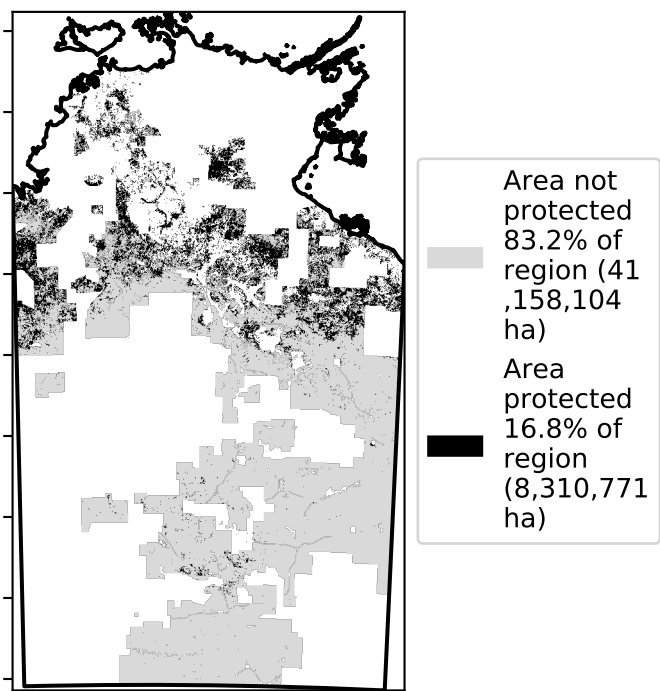 Area not
protected
83.2% of
region (41
,158,104
ha)
Area
protected
16.8% of
region
(8,310,771
ha)